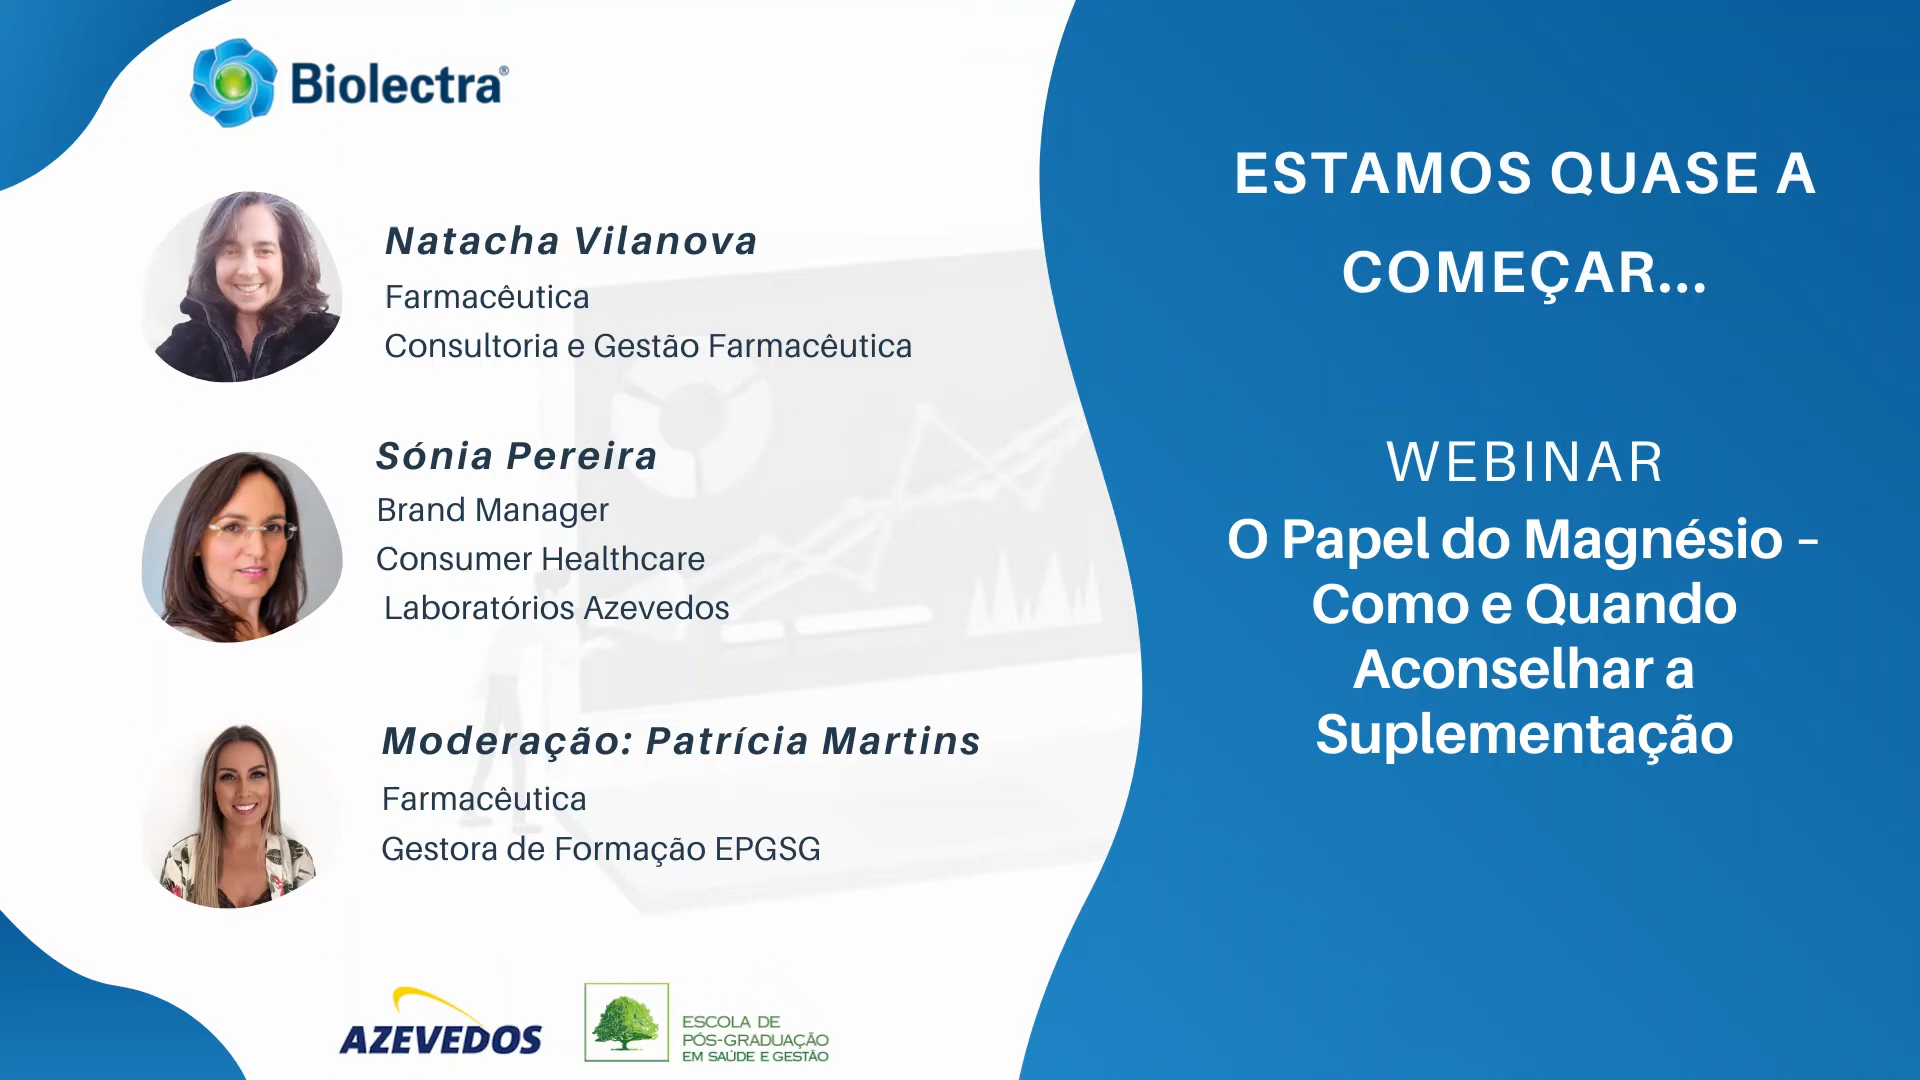 Biolectra®
Natacha Vilanova
Farmacêutica
Consultoria e Gestão Farmacêutica
Sónia Pereira
Brand Manager
Consumer Healthcare
Laboratórios Azevedos
Moderação: Patrícia Martins
Farmacêutica
Gestora de Formação EPGSG
AZEVEDOS
ESCOLA DE
PÓS-GRADUAÇÃO
EM SAÚDE E GESTÃO
ESTAMOS QUASE A
COMEÇAR...
WEBINAR
O Papel do Magnésio –
Como e Quando
Aconselhar a
Suplementação